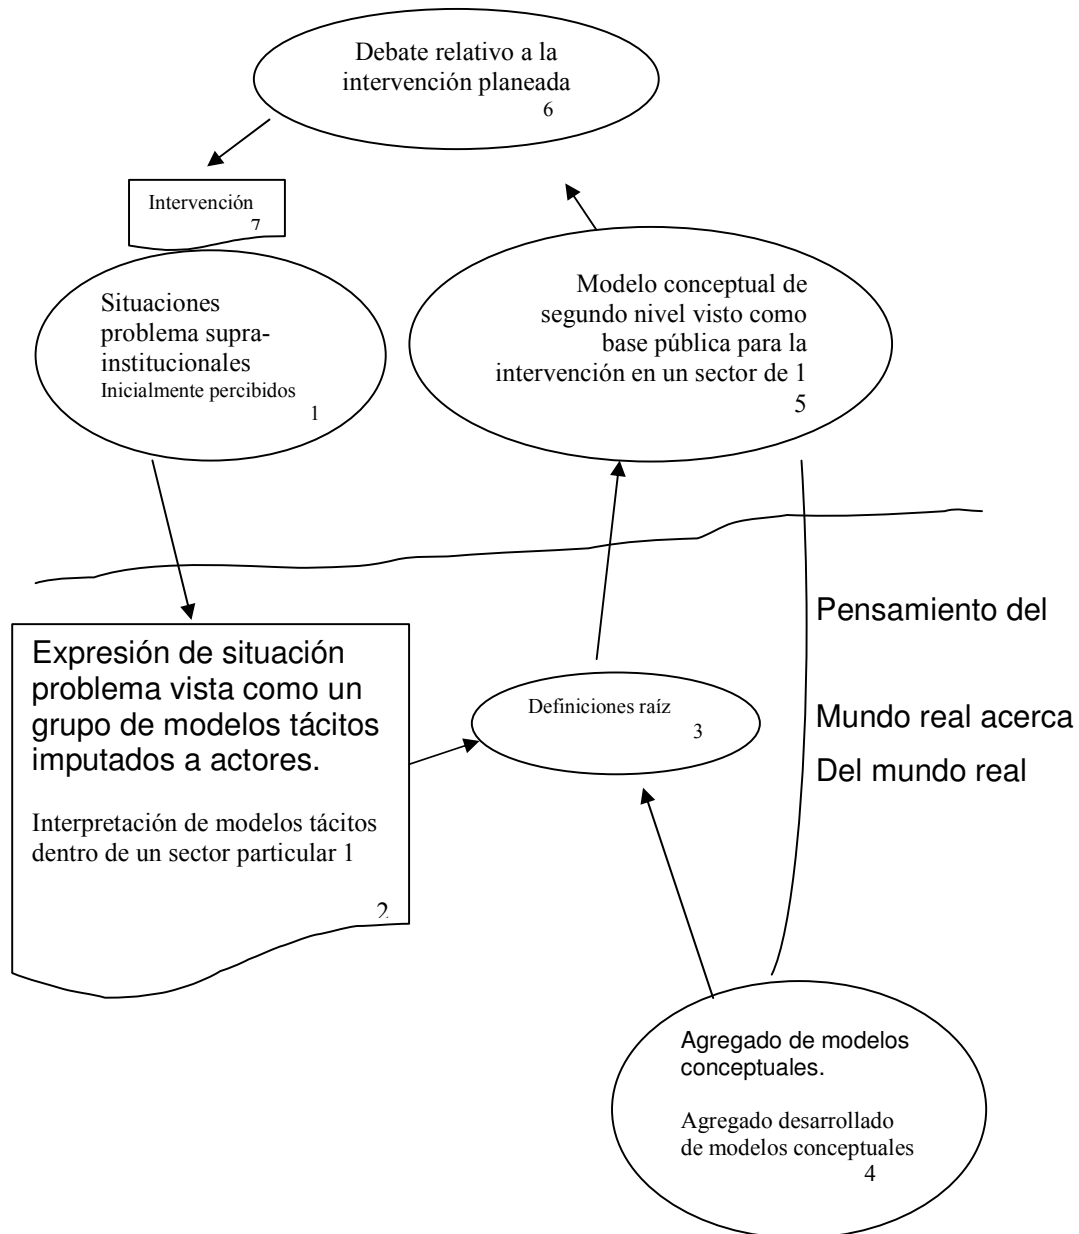 Debate relativo a la
intervención planeada
6
Intervención
7
Situaciones
problema supra-
institucionales
Inicialmente percibidos
1
Modelo conceptual de
segundo nivel visto como
base pública para la
intervención en un sector de 1
5
Expresión de situación
problema vista como un
grupo de modelos tácitos
imputados a actores.
Interpretación de modelos tácitos
dentro de un sector particular 1
2
Definiciones raíz
3
Pensamiento del
Mundo real acerca
Del mundo real
Agregado de modelos
conceptuales.
Agregado desarrollado
de modelos conceptuales
4